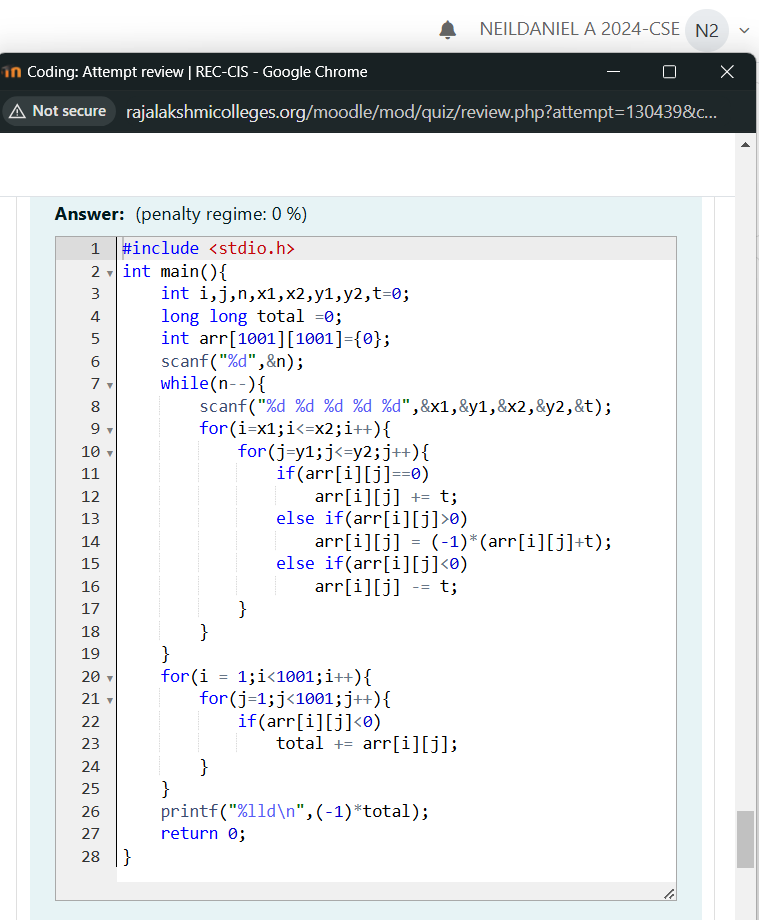 NEILDANIEL A 2024-CSE N2
in Coding: Attempt review | REC-CIS - Google Chrome
Not secure rajalakshmicolleges.org/moodle/mod/quiz/review.php?attempt=130439&c...
Answer: (penalty regime: 0 %)
1 #include <stdio.h>
2 int main(){
3     int i,j,n,x1,x2,y1,y2,t=0;
4     long long total =0;
5     int arr[1001][1001]={0};
6     scanf("%d",&n);
7     while(n--){
8         scanf("%d %d %d %d %d",&x1,&y1,&x2,&y2,&t);
9         for(i=x1;i<=x2;i++){
10             for(j=y1;j<=y2;j++){
11                 if(arr[i][j]==0)
12                     arr[i][j] += t;
13                 else if(arr[i][j]>0)
14                     arr[i][j] = (-1)*(arr[i][j]+t);
15                 else if(arr[i][j]<0)
16                     arr[i][j] -= t;
17             }
18         }
19     }
20     for(i = 1;i<1001;i++){
21         for(j=1;j<1001;j++){
22             if(arr[i][j]<0)
23                 total += arr[i][j];
24         }
25     }
26     printf("%lld\n",(-1)*total);
27     return 0;
28 }